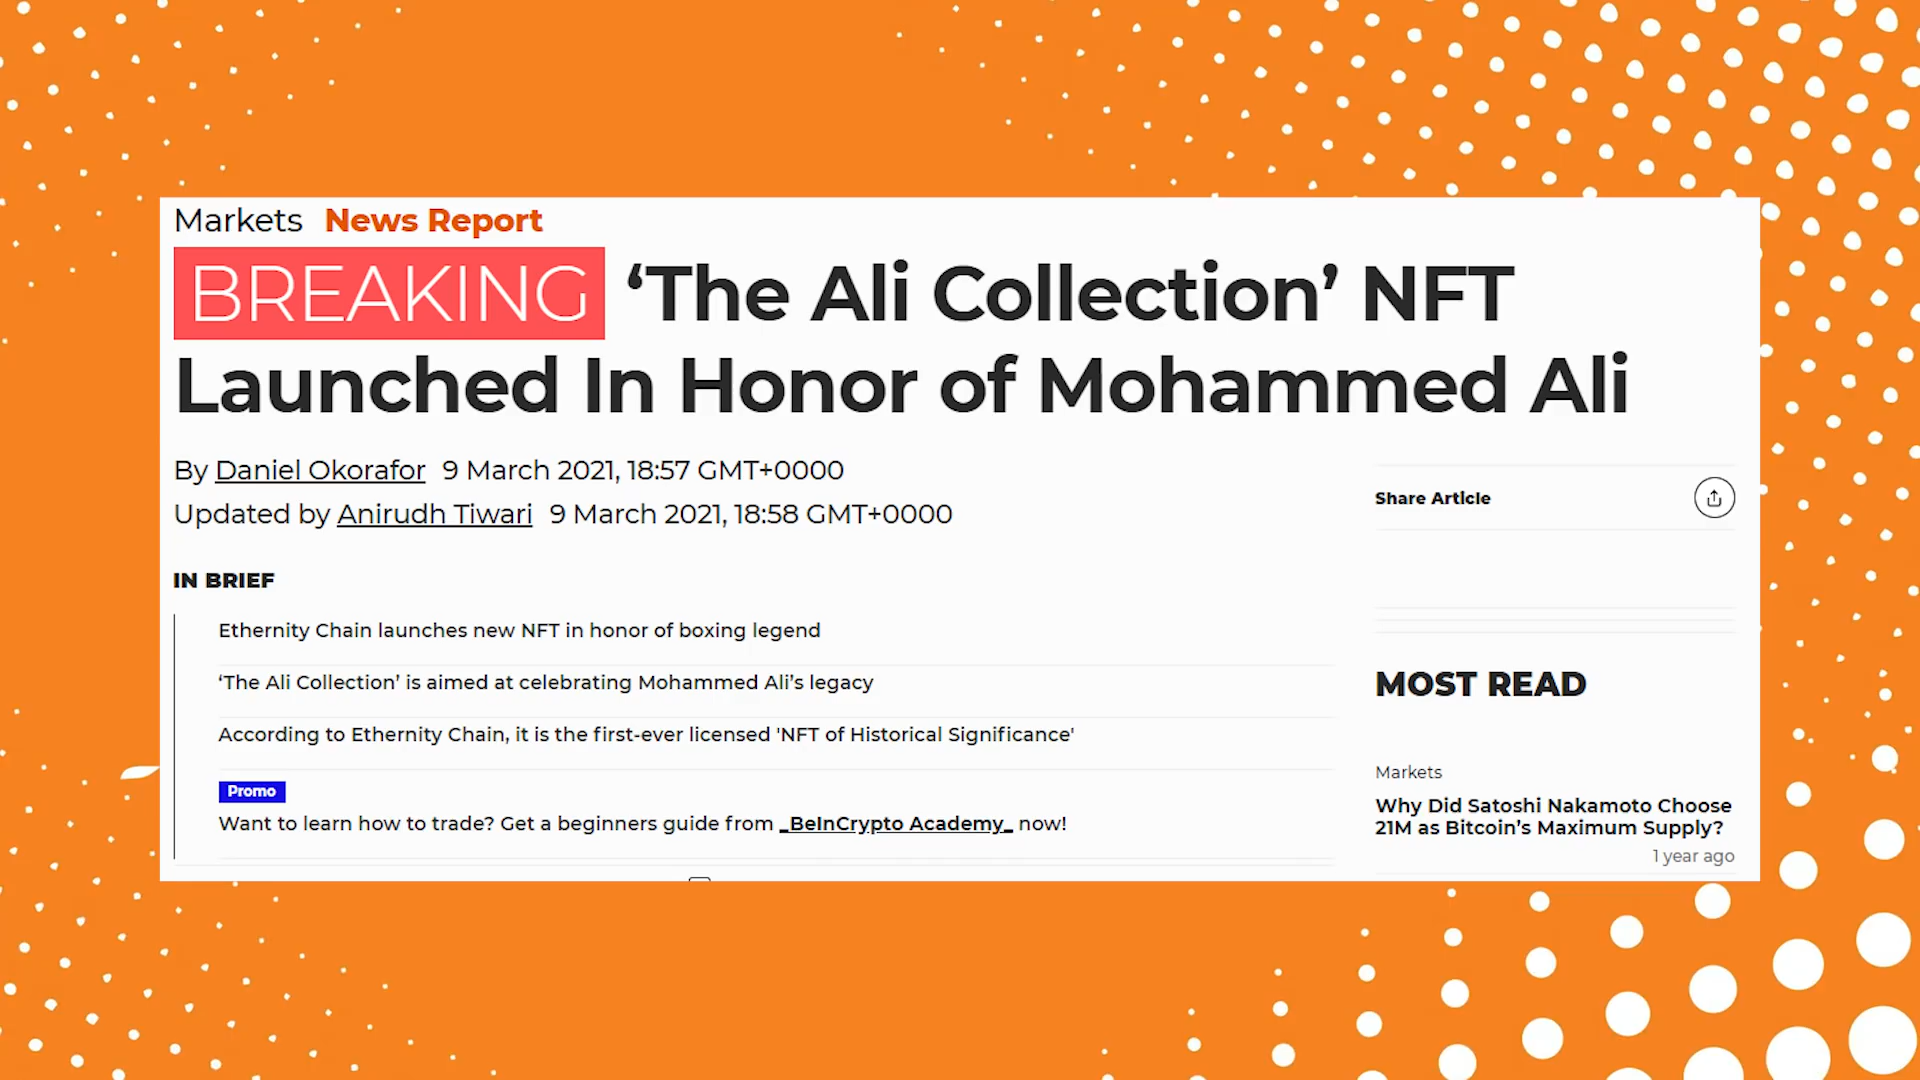 Markets News Report
BREAKING ‘The Ali Collection’ NFT
Launched In Honor of Mohammed Ali
By Daniel Okorafor 9 March 2021, 18:57 GMT+0000
Updated by Anirudh Tiwari 9 March 2021, 18:58 GMT+0000
Share Article
IN BRIEF
Ethernity Chain launches new NFT in honor of boxing legend
‘The Ali Collection’ is aimed at celebrating Mohammed Ali’s legacy
According to Ethernity Chain, it is the first-ever licensed 'NFT of Historical Significance'
Promo
Want to learn how to trade? Get a beginners guide from _BeInCrypto Academy_ now!
MOST READ
Markets
Why Did Satoshi Nakamoto Choose
21M as Bitcoin’s Maximum Supply?
1 year ago